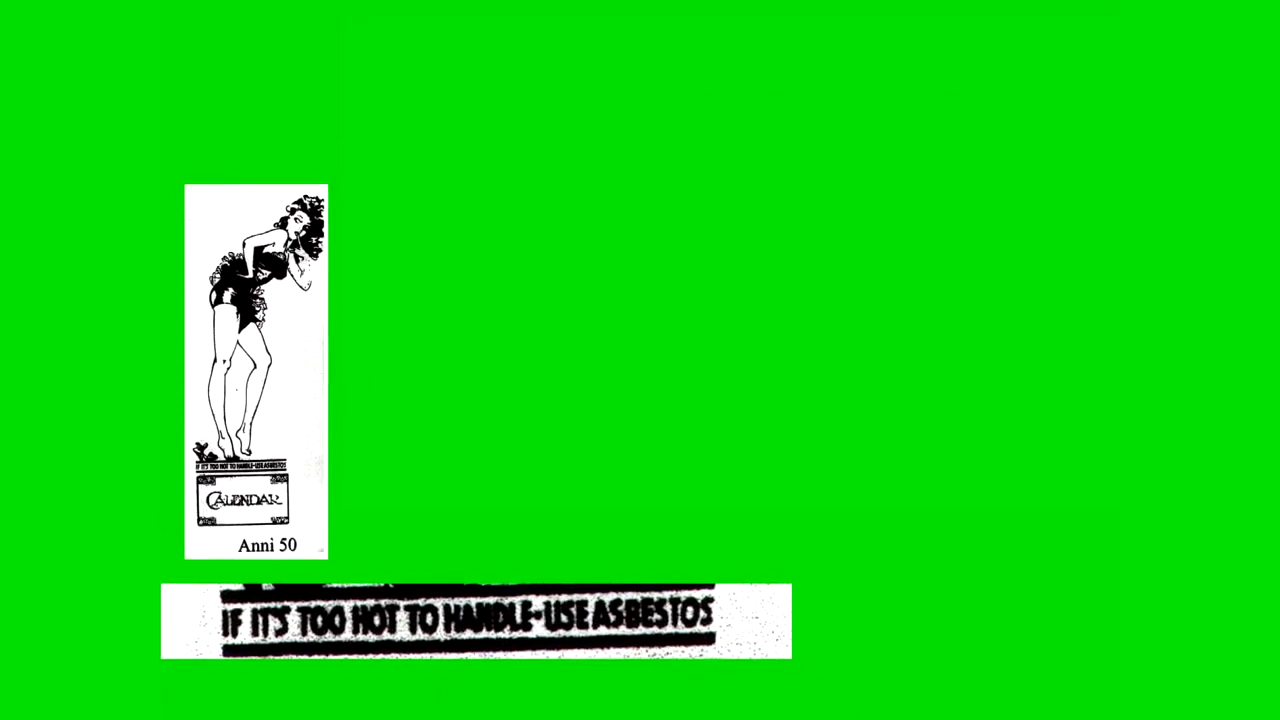 IF IT'S TOO HOT TO HANDLE-USE ASBESTOS
CALENDAR
Anni 50
IF IT'S TOO HOT TO HANDLE-USE ASBESTOS